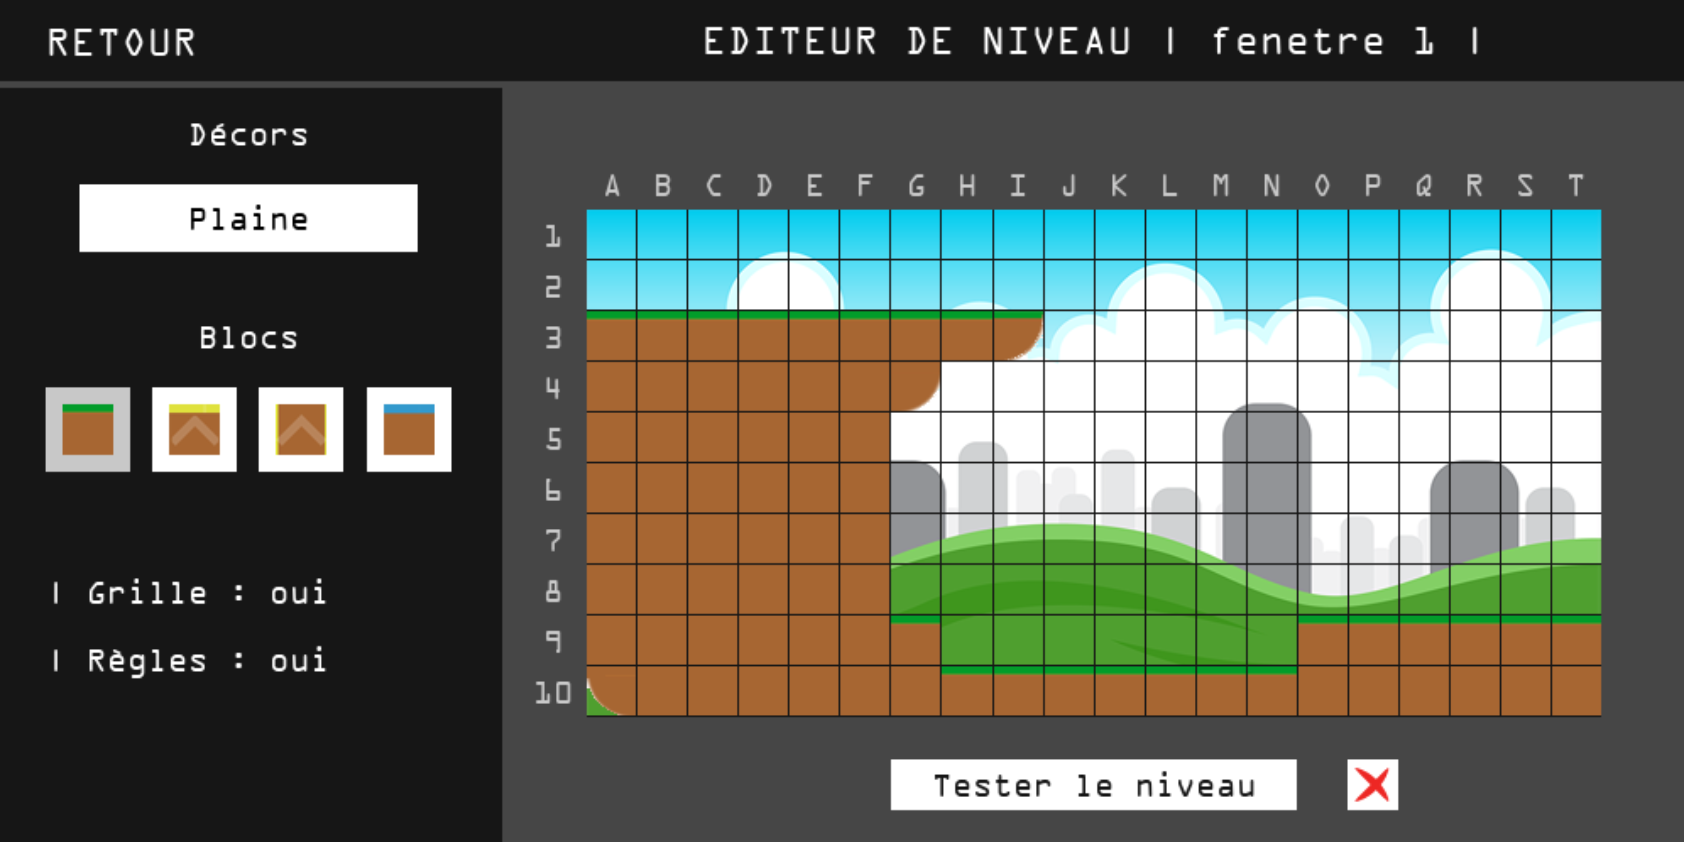 RETOUR
EDITEUR DE NIVEAU | fenetre 1 |
Décors
Plaine
Blocs
| Grille : oui
| Règles : oui
A B C D E F G H I J K L M N O P Q R S T
1
2
3
4
5
6
7
8
9
10
Tester le niveau